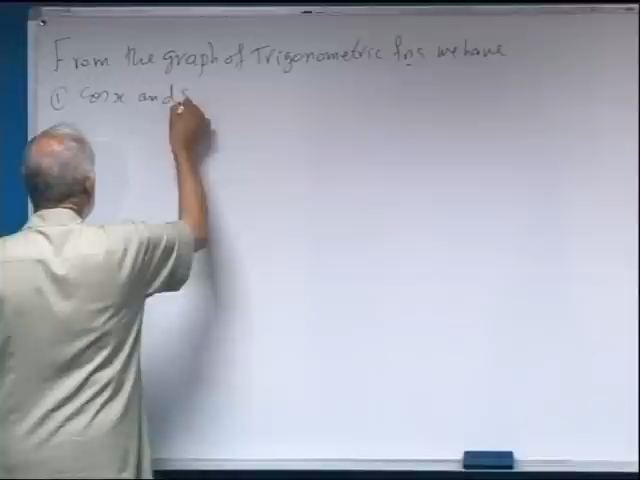 From the graph of Trigonometric fns we have
① cos x and s